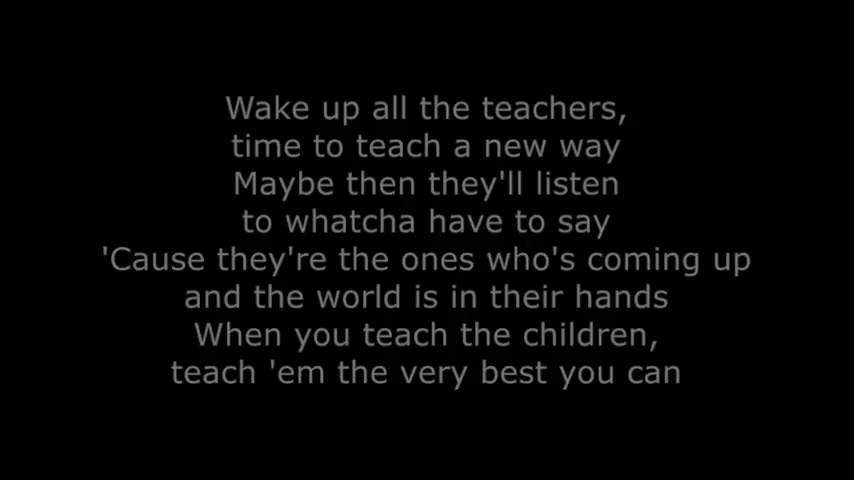 Wake up all the teachers,
time to teach a new way
Maybe then they'll listen
to whatcha have to say
'Cause they're the ones who's coming up
and the world is in their hands
When you teach the children,
teach 'em the very best you can